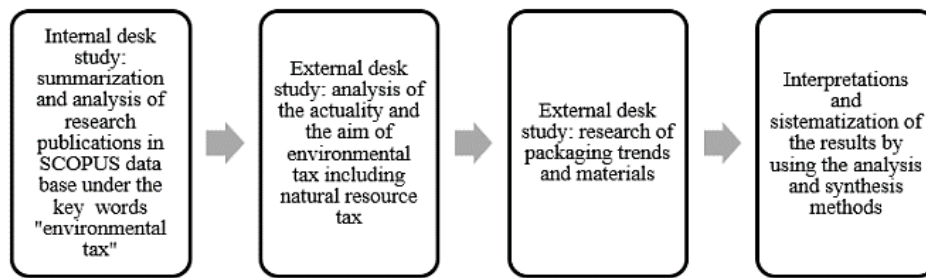 Internal desk
study:
summarization
and analysis of
research
publications in
SCOPUS data
base under the
key words
"environmental
tax"
External desk
study: analysis of
the actuality and
the aim of
environmental
tax including
natural resource
tax
External desk
study: research of
packaging trends
and materials
Interpretations
and
sistematization of
the results by
using the analysis
and synthesis
methods